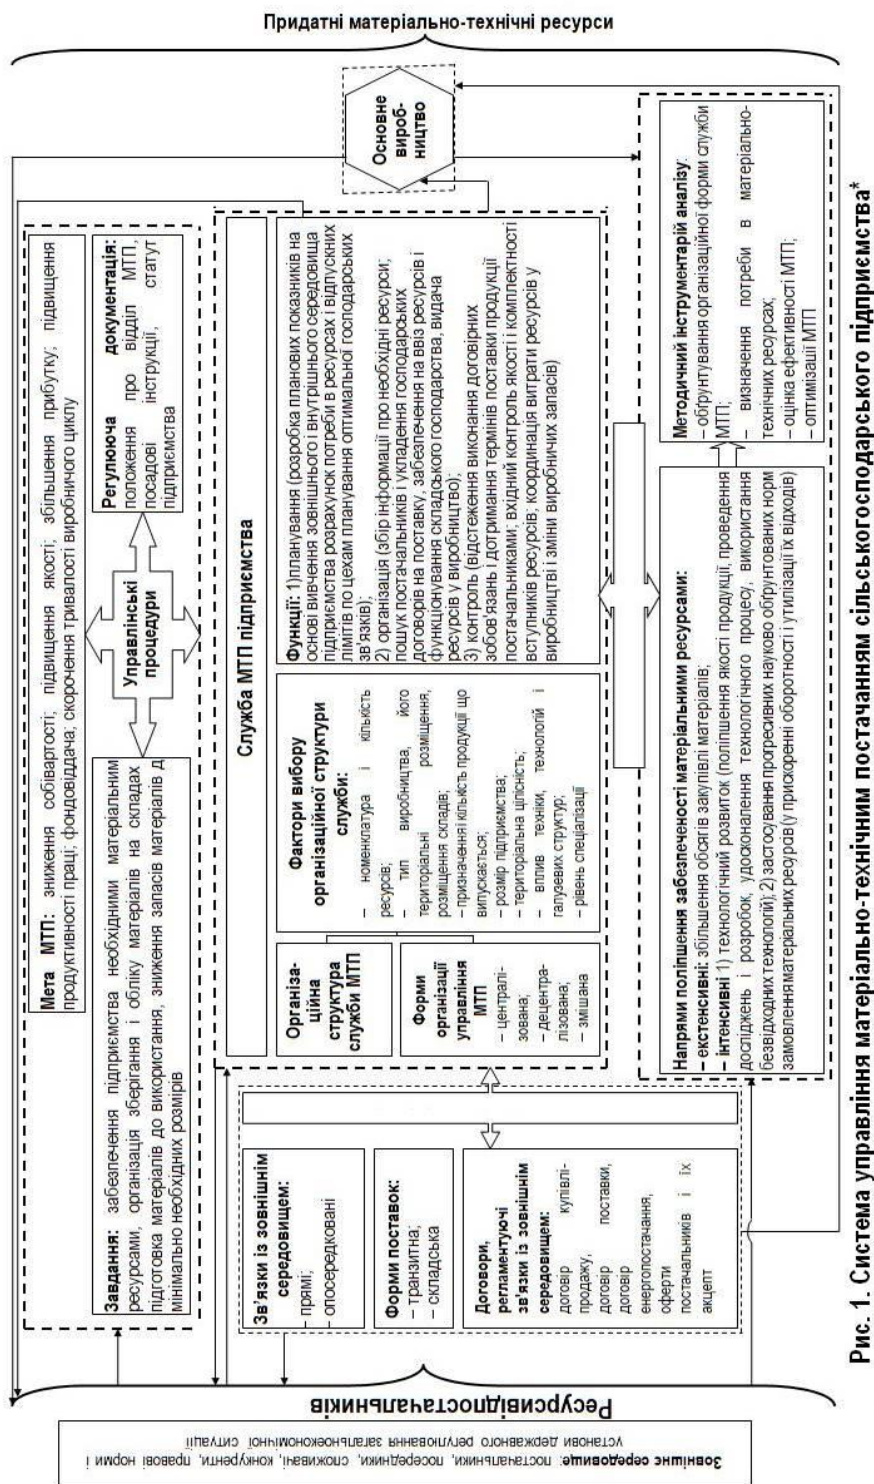 Придатні матеріально-технічні ресурси
Мета МТП: зниження собівартості; підвищення якості; збільшення прибутку; підвищення
продуктивності праці; фондовіддача; скорочення тривалості виробничого циклу
Завдання: забезпечення підприємства необхідними матеріальним
ресурсами, організація зберігання і обліку матеріалів на складах
підготовка матеріалів до використання, зниження запасів матеріалів д
мінімально необхідних розмірів
Управлінські
процедури
Регулююча документація:
положення про відділ МТП,
посадові інструкції, статут
підприємства
Основне
вироб-
ництво
Служба МТП підприємства
Організа-
ційна
структура
служби МТП
Форми
організації
управління
МТП
– централі-
зована;
– децентра-
лізована;
– змішана
Фактори вибору
організаційної структури
служби:
– номенклатура і кількість
ресурсів;
– тип виробництва, його
територіальні розміщення,
розміщення складів;
– призначення і кількість продукції що
випускається;
– розмір підприємства;
– територіальна цілісність;
– вплив техніки, технологій і
галузевих структур;
– рівень спеціалізації
Функції: 1)планування (розробка планових показників на
основі вивчення зовнішнього і внутрішнього середовища
підприємства розрахунок потреби в ресурсах і відпускних
лімітів по цехам планування оптимальної господарських
зв'язків);
2) організація (збір інформації про необхідні ресурси;
пошук постачальників і укладення господарських
договорів на поставку, забезпечення на ввіз ресурсів і
функціонування складського господарства, видача
ресурсів у виробництво);
3) контроль (відстеження виконання договірних
зобов'язань і дотримання термінів поставки продукції
постачальниками; вхідний контроль якості і комплектності
вступників ресурсів; координація витрати ресурсів у
виробництві і зміни виробничих запасів)
Зв'язки із зовнішнім
середовищем:
– прямі;
– опосередковані
Форми поставок:
– транзитна;
– складська
Договори,
регламентуючі
зв'язки із зовнішнім
середовищем:
договір купівлі-
продажу,
договір поставки,
договір
енергопостачання,
оферти
постачальників і їх
акцепт
Напрями поліпшення забезпеченості матеріальними ресурсами:
– екстенсивні: збільшення обсягів закупівлі матеріалів;
– інтенсивні 1) технологічний розвиток (поліпшення якості продукції, проведення
досліджень і розробок, удосконалення технологічного процесу, використання
безвідходних технологій); 2) застосування прогресивних науково обґрунтованих норм
замовлення матеріальних ресурсів (у прискоренні оборотності і утилізації їх відходів)
Методичний інструментарій аналізу:
– обґрунтування організаційної форми служби
МТП;
– визначення потреби в матеріально-
технічних ресурсах;
– оцінка ефективності МТП;
– оптимізації МТП
Ресурсивідпостачальників
Зовнішнє середовище: постачальники, посередники, споживачі, конкуренти, правові норми і
установи державного регулювання загальноекономічної ситуації
Рис. 1. Система управління матеріально-технічним постачанням сільськогосподарського підприємства*